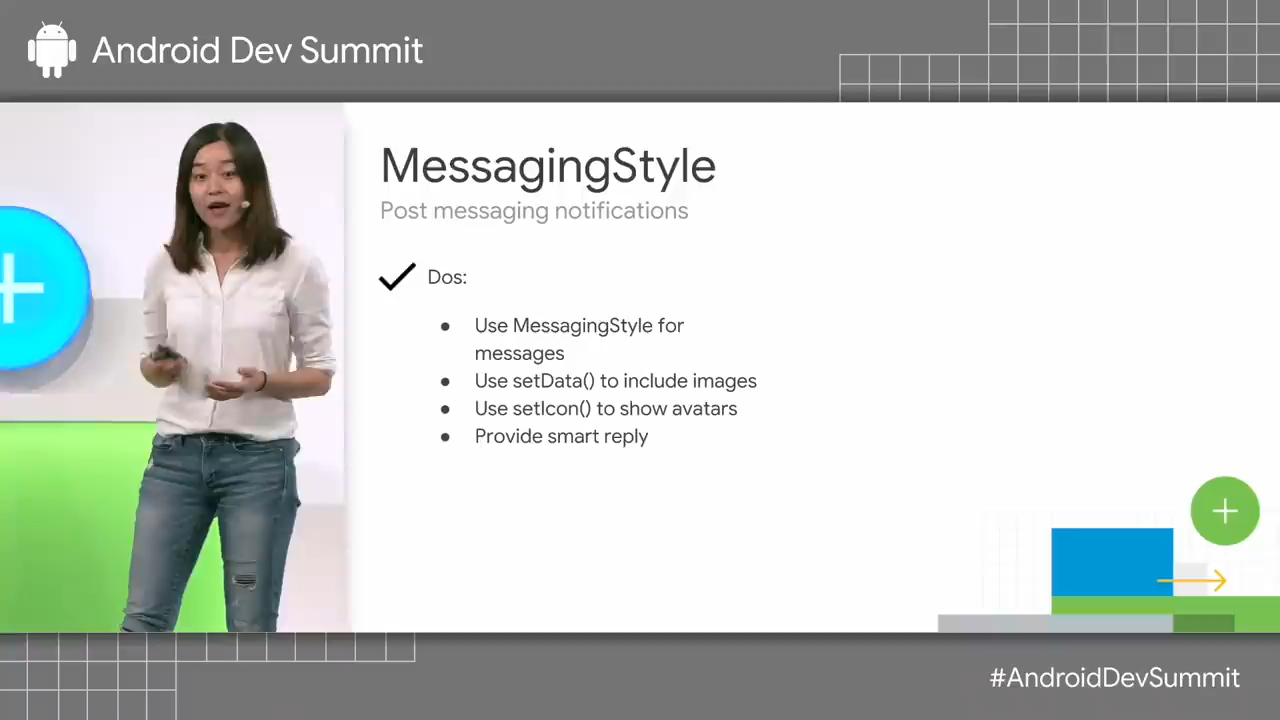 Android Dev Summit
MessagingStyle
Post messaging notifications
Dos:
● Use MessagingStyle for
messages
● Use setData() to include images
● Use setIcon() to show avatars
● Provide smart reply
#AndroidDevSummit